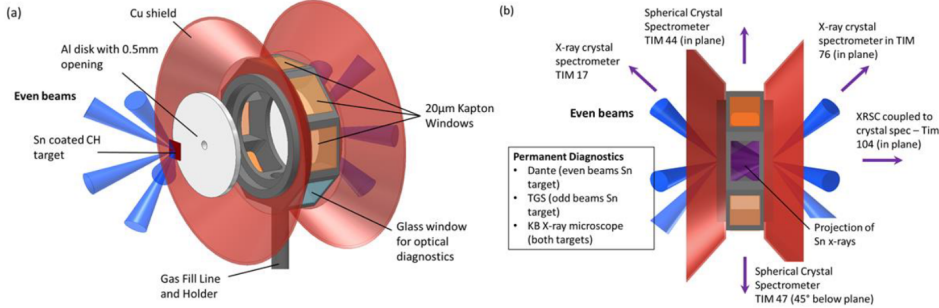 (a)
Cu shield
Al disk with 0.5mm
opening
Even beams
Sn coated CH
target
20μm Kapton
Windows
Glass window
for optical
diagnostics
Gas Fill Line
and Holder
(b)
Spherical Crystal
Spectrometer
TIM 44 (in plane)
X-ray crystal
spectrometer
TIM 17
X-ray crystal
spectrometer in TIM
76 (in plane)
Even beams
XRSC coupled to
crystal spec – Tim
104 (in plane)
Permanent Diagnostics
• Dante (even beams Sn
target)
• TGS (odd beams Sn
target)
• KB X-ray microscope
(both targets)
Projection of
Sn x-rays
Spherical Crystal
Spectrometer
TIM 47 (45° below plane)